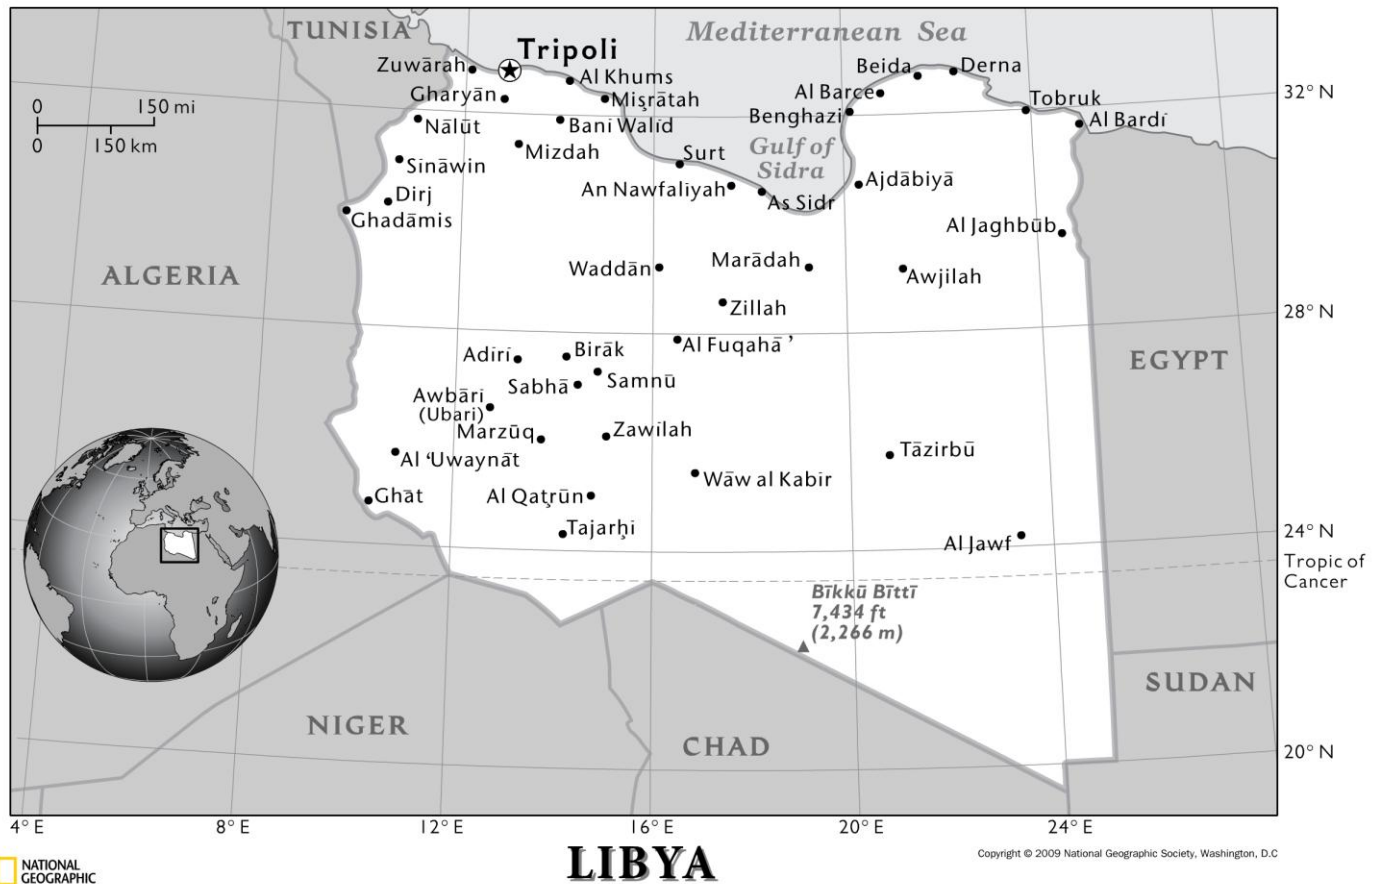 TUNISIA
Mediterranean Sea
Tripoli
Zuwārah
Al Khums
Beida
Derna
Gharyān
Mişrātah
Al Barce
32° N
0 150 mi
0 150 km
Nālūt
Bani Walid
Benghazi
Tobruk
Al Bardi
Mizdah
Gulf of
Sidra
Surt
Sināwin
An Nawfaliyah
As Sidr
Ajdābiyā
Dirj
Ghadāmis
Al Jaghbūb
ALGERIA
Waddān
Marādah
Awjilah
Zillah
28° N
Al Fuqahā ’
Adiri
Birāk
EGYPT
Sabhā
Samnū
Awbāri
(Ubari)
Marzūq
Zawilah
Tāzirbū
Al ‘Uwaynāt
Wāw al Kabir
Ghāt
Al Qaţrūn
Tajarḩi
24° N
Al Jawf
Tropic of
Cancer
Bīkkū Bīttī
7,434 ft
(2,266 m)
SUDAN
NIGER
CHAD
20° N
4° E 8° E 12° E 16° E 20° E 24° E
LIBYA
Copyright © 2009 National Geographic Society, Washington, D.C
NATIONAL
GEOGRAPHIC